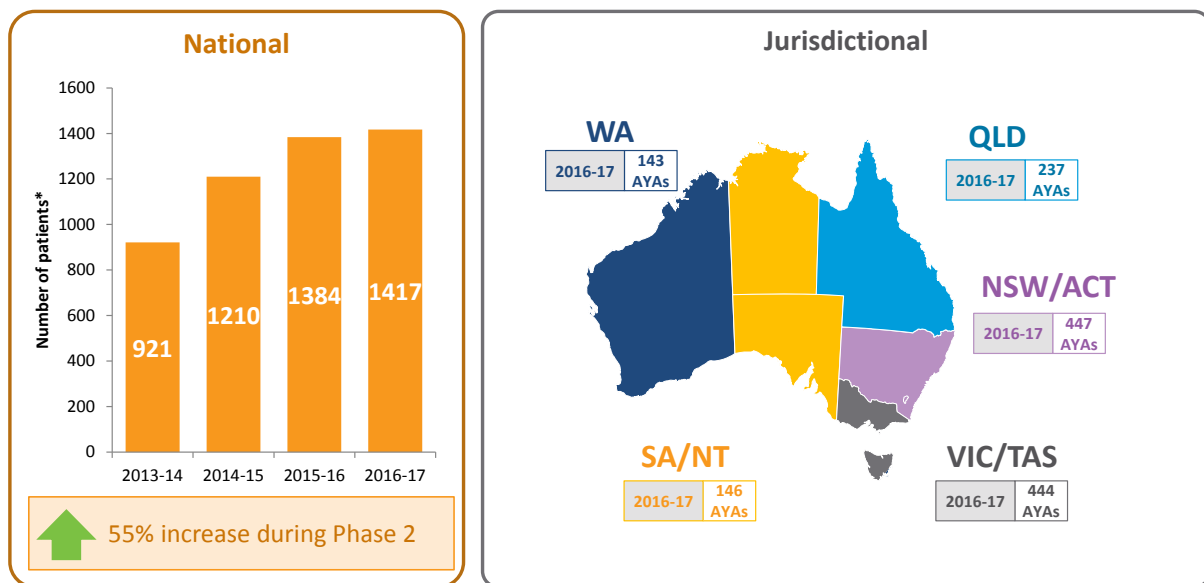 National
Number of patients*
1600
1400
1200
1000
800
600
400
200
0
921
1210
1384
1417
2013-14
2014-15
2015-16
2016-17
55% increase during Phase 2
Jurisdictional
WA
2016-17
143
AYAs
QLD
2016-17
237
AYAs
NSW/ACT
2016-17
447
AYAs
SA/NT
2016-17
146
AYAs
VIC/TAS
2016-17
444
AYAs